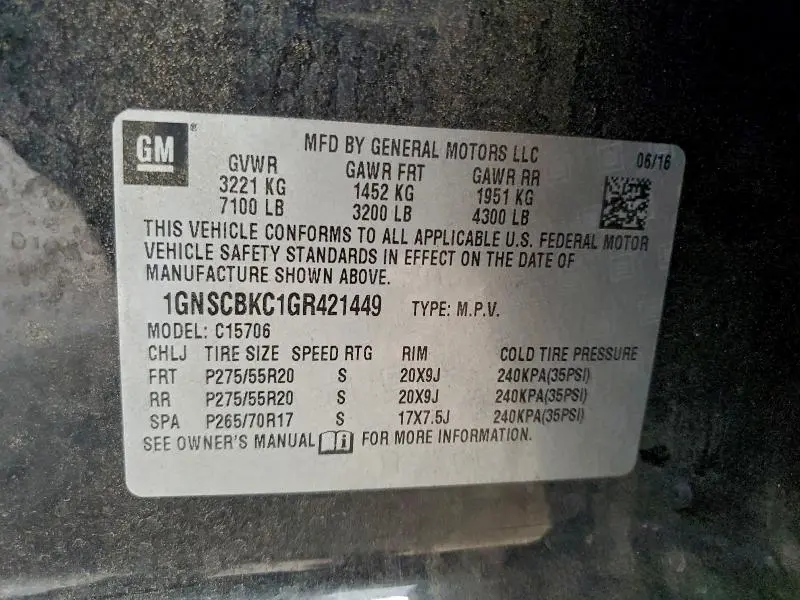 GM ®
MFD BY GENERAL MOTORS LLC 06/16
GVWR GAWR FRT GAWR RR
3221 KG 1452 KG 1951 KG
7100 LB 3200 LB 4300 LB
THIS VEHICLE CONFORMS TO ALL APPLICABLE U.S. FEDERAL MOTOR
VEHICLE SAFETY STANDARDS IN EFFECT ON THE DATE OF
MANUFACTURE SHOWN ABOVE.
1GNSCBKC1GR421449 TYPE: M.P.V.
MODEL: C15706
CHLJ TIRE SIZE SPEED RTG RIM COLD TIRE PRESSURE
FRT P275/55R20 S 20X9J 240KPA(35PSI)
RR P275/55R20 S 20X9J 240KPA(35PSI)
SPA P265/70R17 S 17X7.5J 240KPA(35PSI)
SEE OWNER'S MANUAL i FOR MORE INFORMATION.